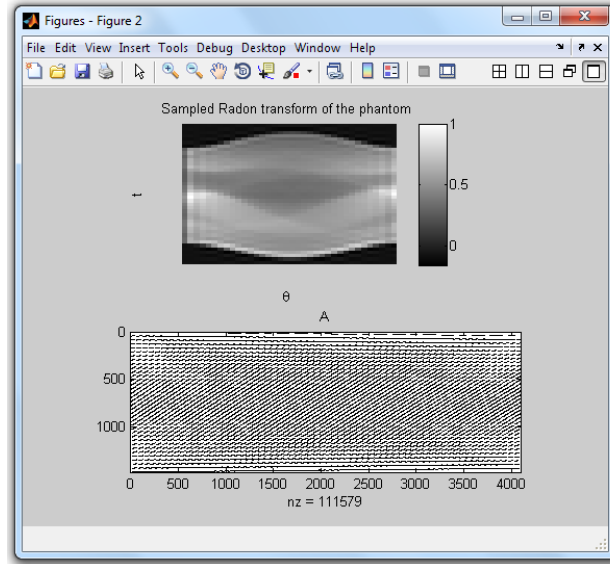 Figures - Figure 2
File Edit View Insert Tools Debug Desktop Window Help
Sampled Radon transform of the phantom
1
0.5
0
t
θ
A
0
500
1000
0 500 1000 1500 2000 2500 3000 3500 4000
nz = 111579